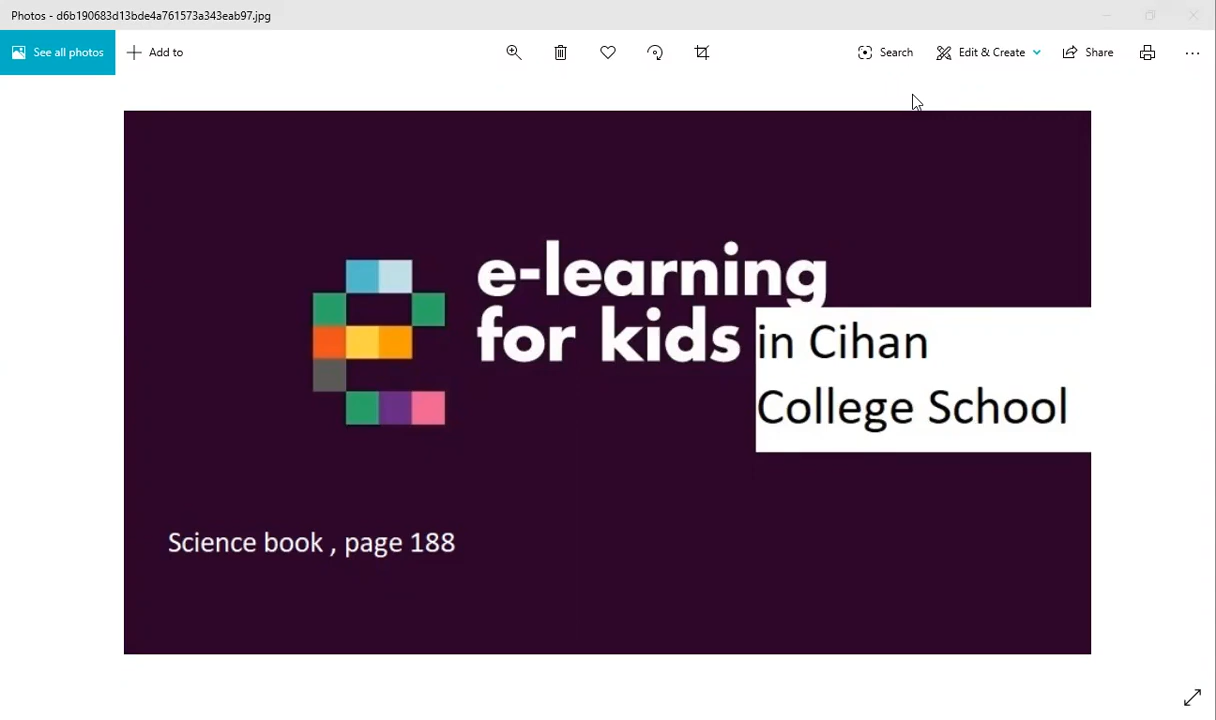 Photos - d6b190683d13bde4a761573a343eab97.jpg
See all photos
Add to
Search
Edit & Create
Share
e-learning
for kids
in Cihan
College School
Science book , page 188